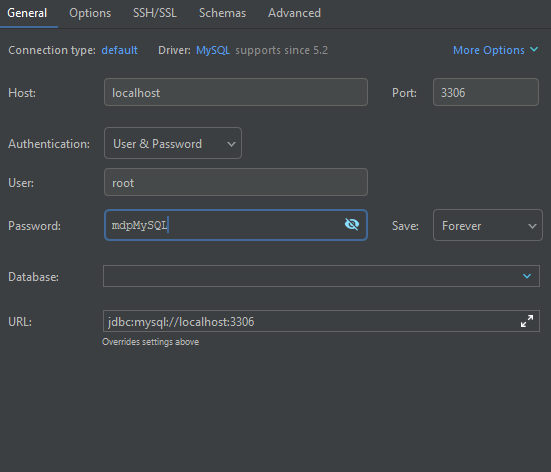 General Options SSH/SSL Schemas Advanced
Connection type: default Driver: MySQL supports since 5.2 More Options
Host: localhost Port: 3306
Authentication: User & Password
User: root
Password: mdpMySQL Save: Forever
Database:
URL: jdbc:mysql://localhost:3306
Overrides settings above